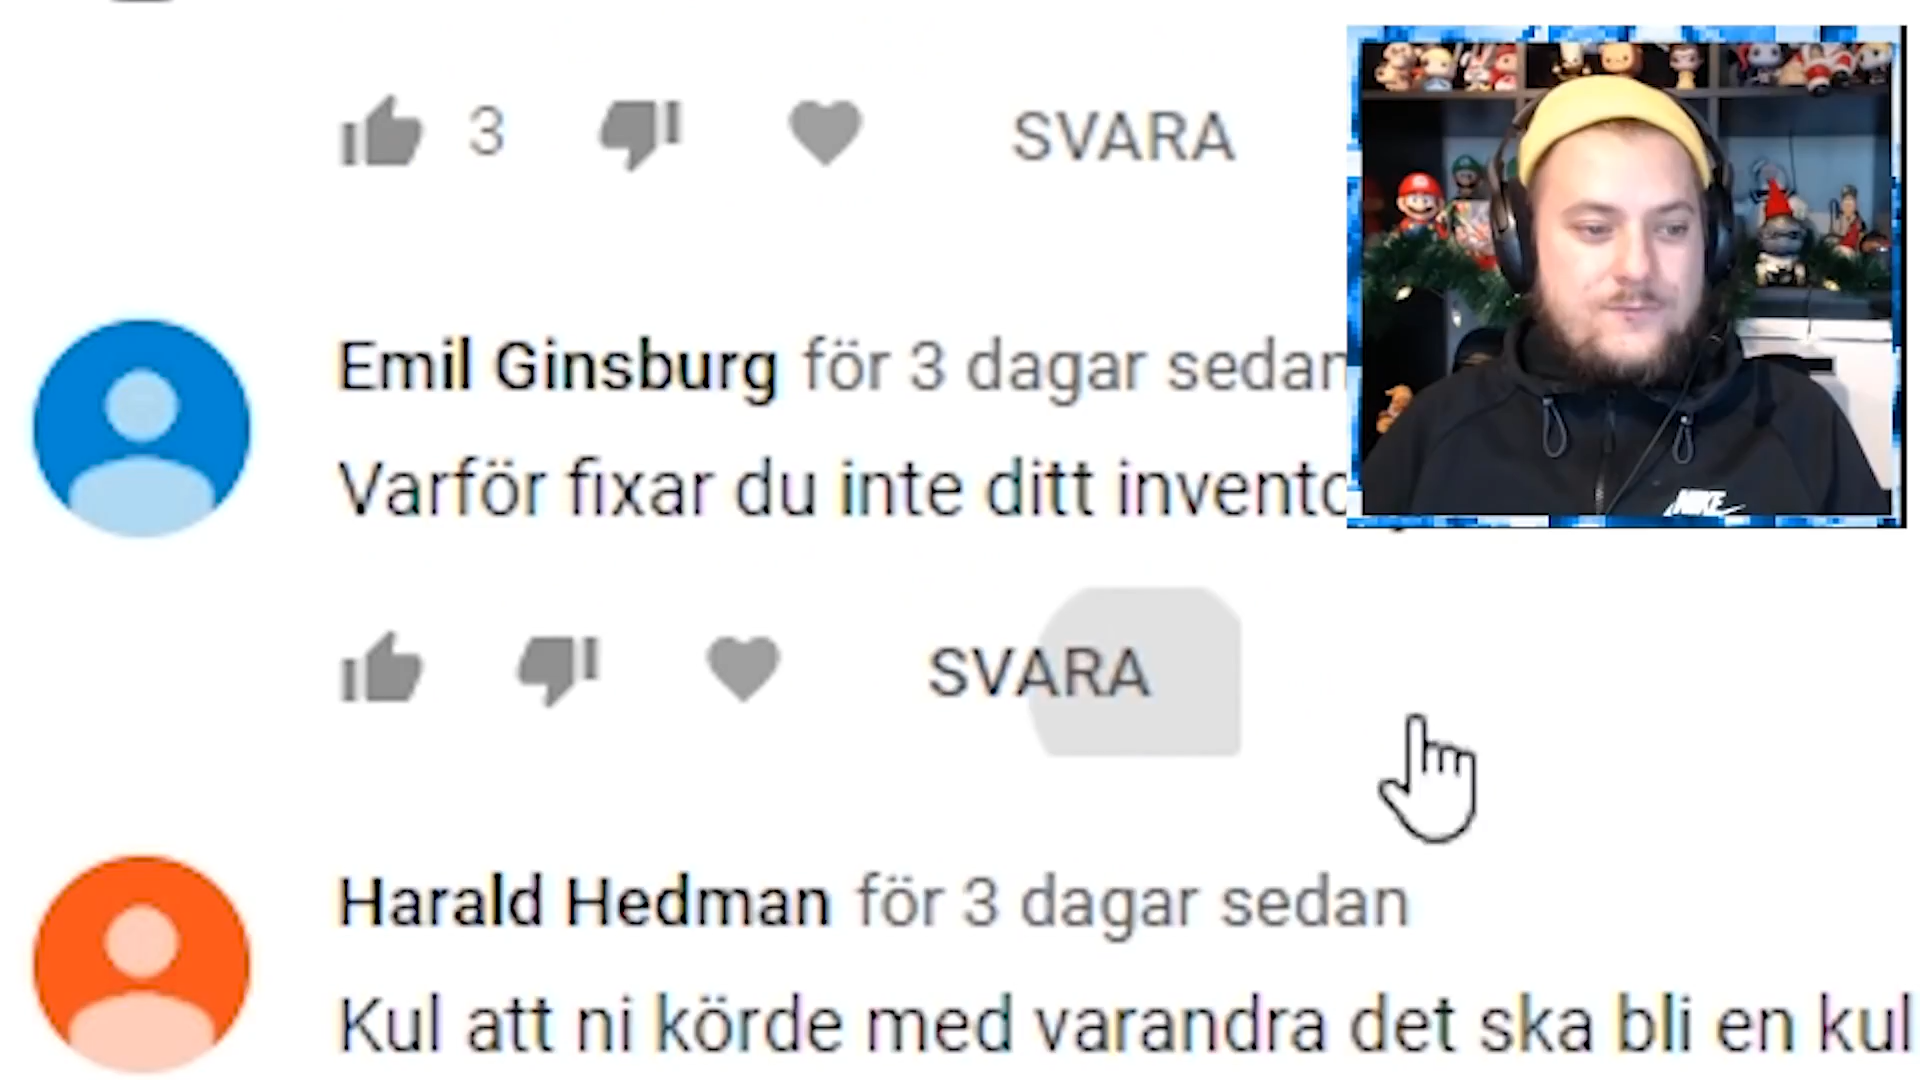 3 SVARA
Emil Ginsburg för 3 dagar sedan
Varför fixar du inte ditt
SVARA
Harald Hedman för 3 dagar sedan
Kul att ni körde med varandra det ska bli en kul
NIKE